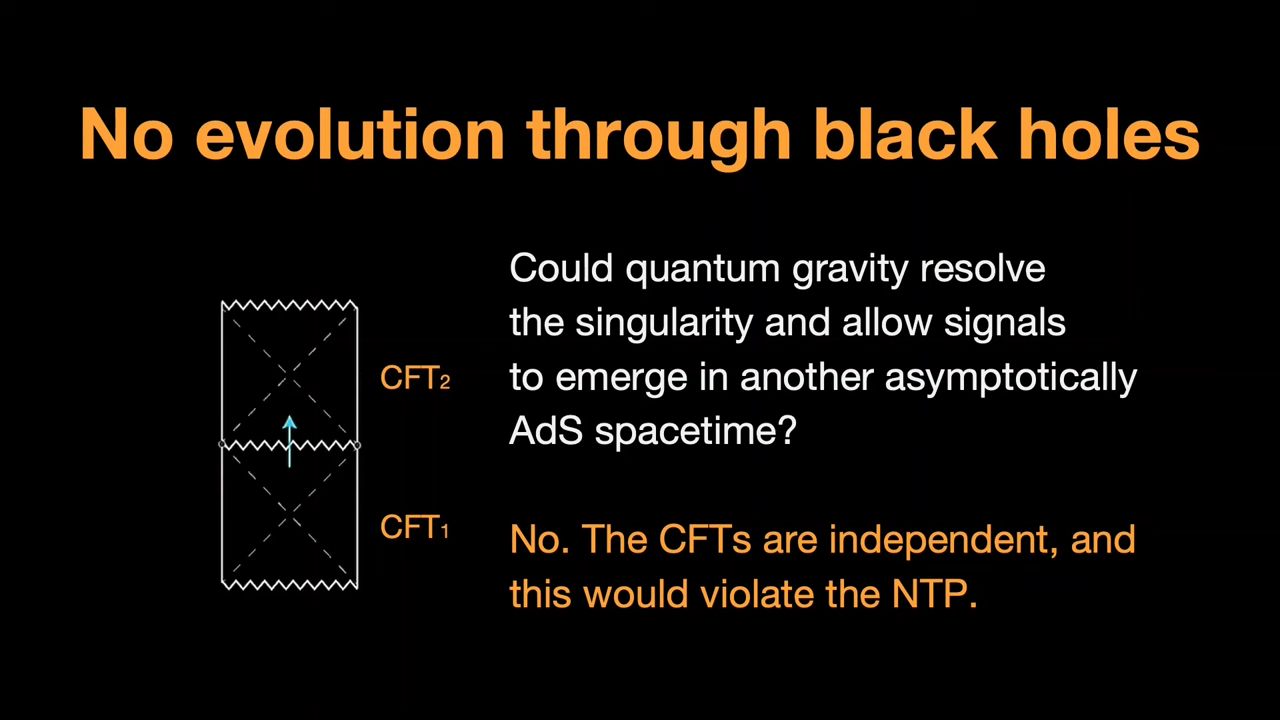 No evolution through black holes
Could quantum gravity resolve
the singularity and allow signals
to emerge in another asymptotically
AdS spacetime?
No. The CFTs are independent, and
this would violate the NTP.
CFT₂
CFT₁